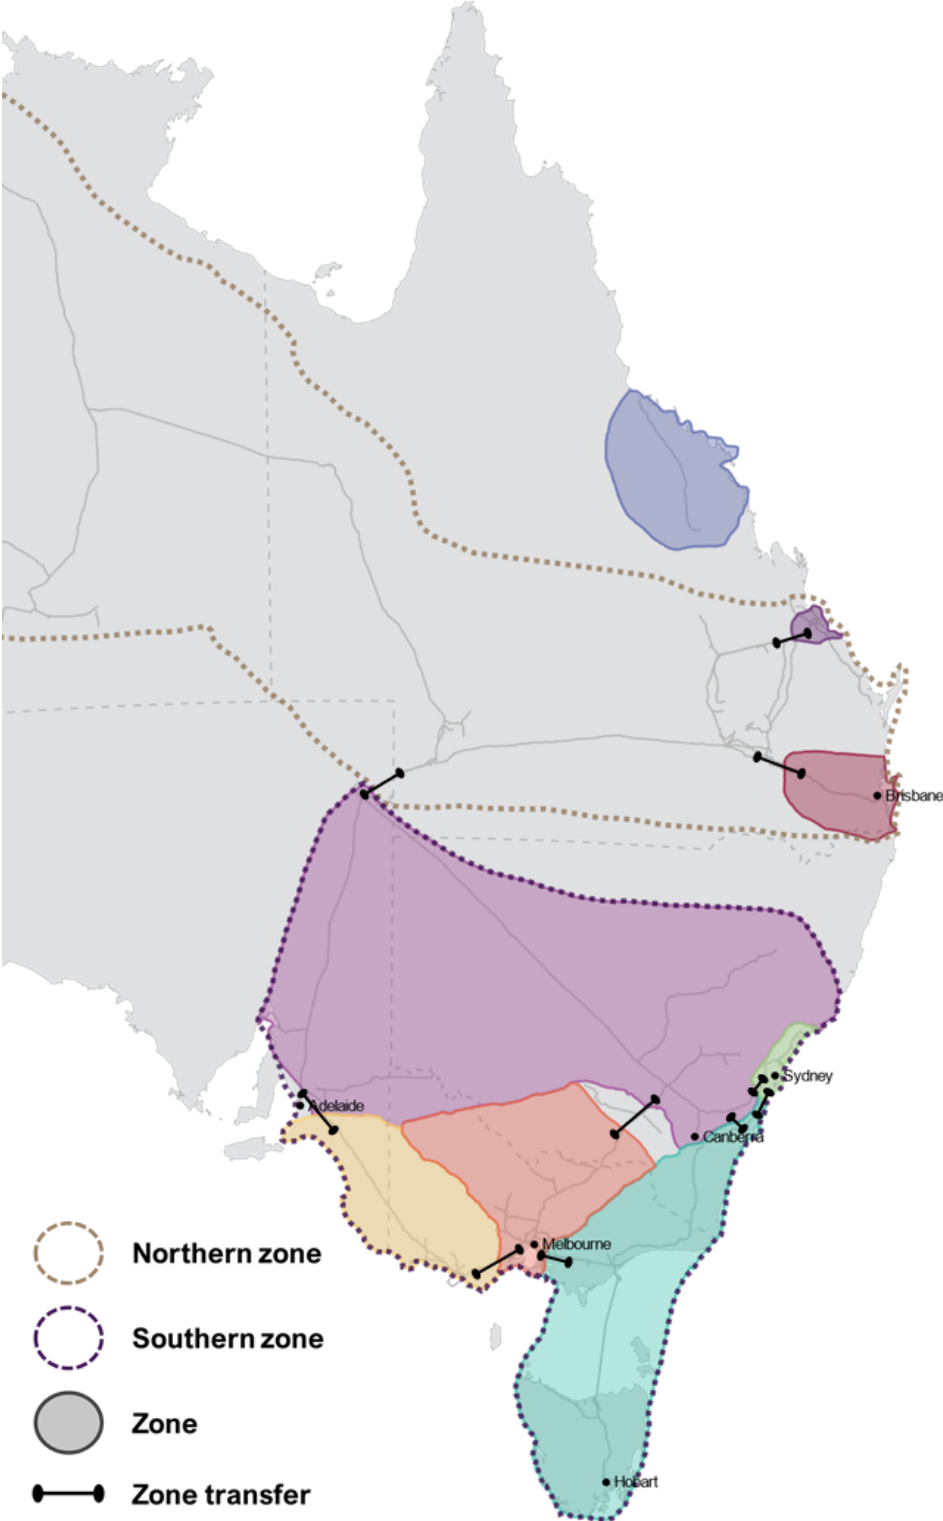 Brisbane
Sydney
Adelaide
Canberra
Melbourne
Northern zone
Southern zone
Zone
Hobart
Zone transfer